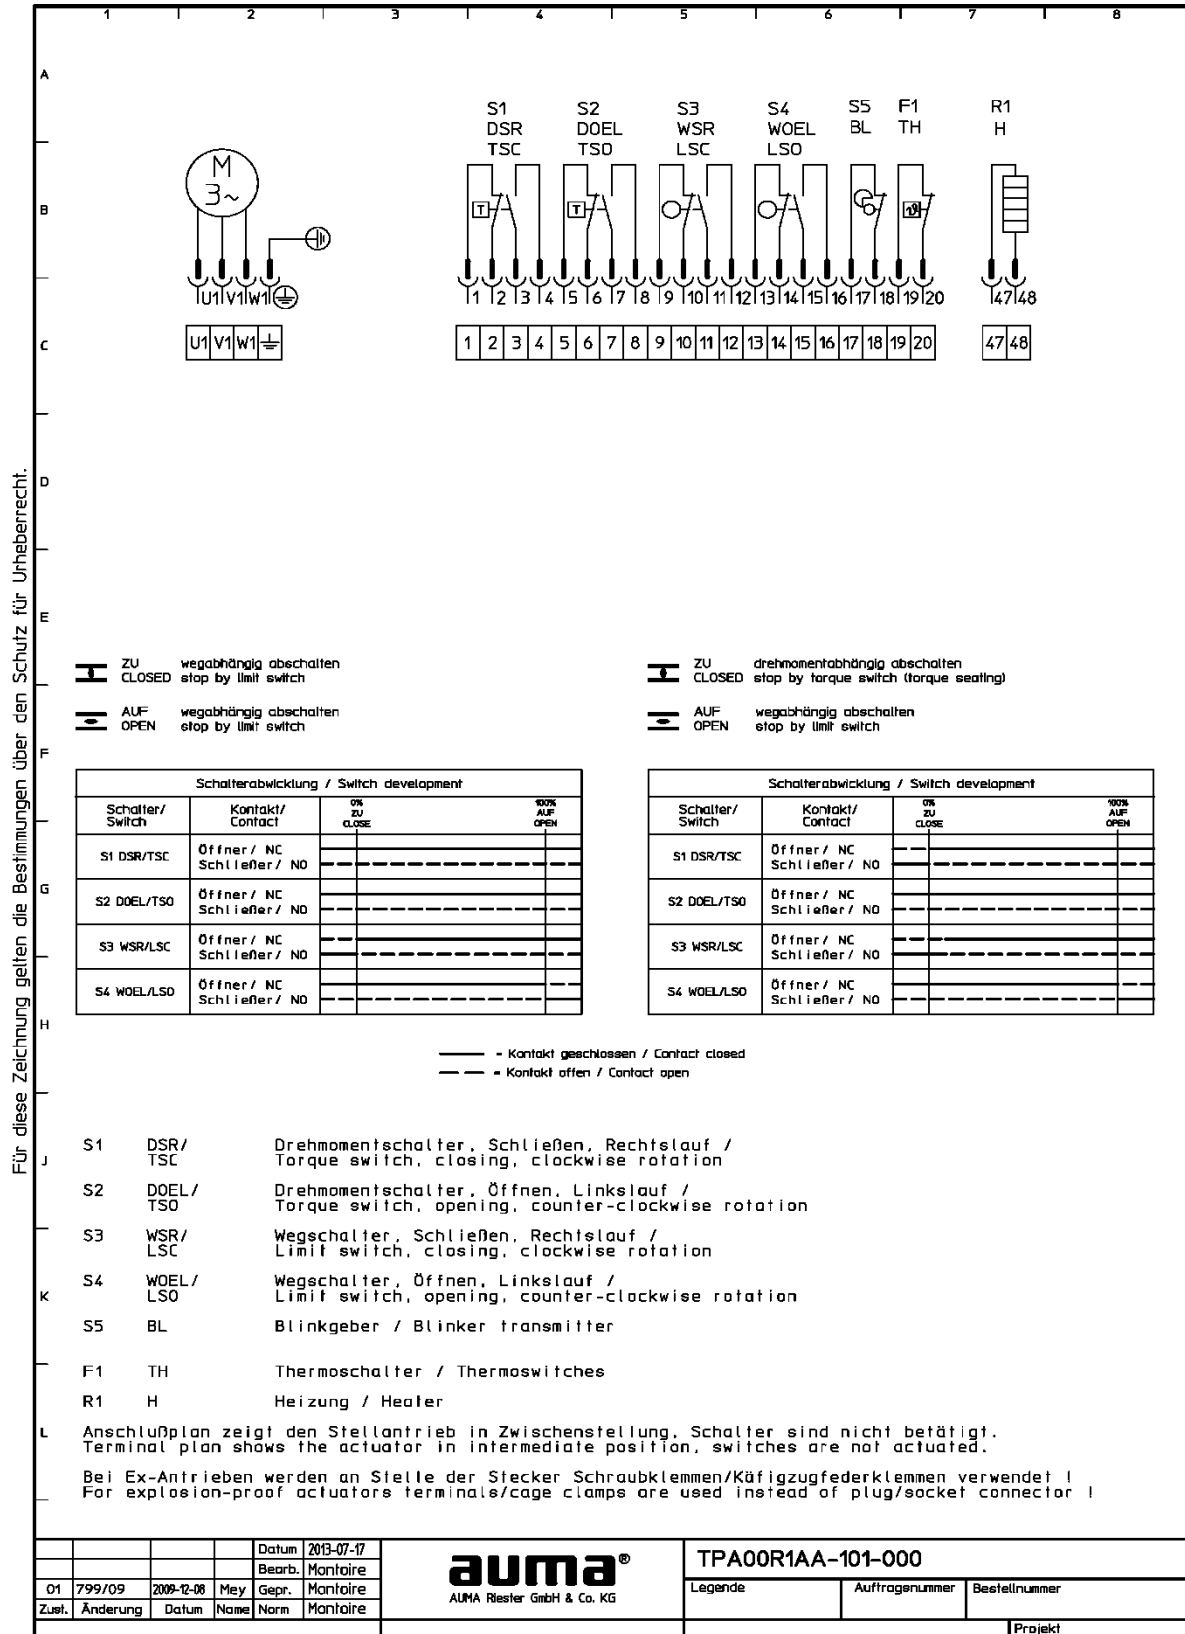 1 2 3 4 5 6 7 8
A
S1 S2 S3 S4 S5 F1 R1
DSR DOEL WSR WOEL BL TH H
TSC TSO LSC LSO
M
3~
B
T T ϑ
U1 V1 W1 1 2 3 4 5 6 7 8 9 10 11 12 13 14 15 16 17 18 19 20 47 48
C
U1 V1 W1 1 2 3 4 5 6 7 8 9 10 11 12 13 14 15 16 17 18 19 20 47 48
D
E
Für diese Zeichnung gelten die Bestimmungen über den Schutz für Urheberrecht.
ZU wegabhängig abschalten
CLOSED stop by limit switch
AUF wegabhängig abschalten
OPEN stop by limit switch
ZU drehmomentabhängig abschalten
CLOSED stop by torque switch (torque seating)
AUF wegabhängig abschalten
OPEN stop by limit switch
F
Schalterabwicklung / Switch development
Schalter/ Kontakt/ 0% 100%
Switch Contact ZU AUF
CLOSE OPEN
S1 DSR/TSC Öffner/ NC
Schließer/ NO
S2 DOEL/TSO Öffner/ NC
Schließer/ NO
S3 WSR/LSC Öffner/ NC
Schließer/ NO
S4 WOEL/LSO Öffner/ NC
Schließer/ NO
Schalterabwicklung / Switch development
Schalter/ Kontakt/ 0% 100%
Switch Contact ZU AUF
CLOSE OPEN
S1 DSR/TSC Öffner/ NC
Schließer/ NO
S2 DOEL/TSO Öffner/ NC
Schließer/ NO
S3 WSR/LSC Öffner/ NC
Schließer/ NO
S4 WOEL/LSO Öffner/ NC
Schließer/ NO
G
H
- Kontakt geschlossen / Contact closed
- Kontakt offen / Contact open
S1 DSR/ Drehmomentschalter, Schließen, Rechtslauf /
J TSC Torque switch, closing, clockwise rotation
S2 DOEL/ Drehmomentschalter, Öffnen, Linkslauf /
TSO Torque switch, opening, counter-clockwise rotation
S3 WSR/ Wegschalter, Schließen, Rechtslauf /
LSC Limit switch, closing, clockwise rotation
S4 WOEL/ Wegschalter, Öffnen, Linkslauf /
K LSO Limit switch, opening, counter-clockwise rotation
S5 BL Blinkgeber / Blinker transmitter
F1 TH Thermoschalter / Thermoswitches
R1 H Heizung / Heater
L Anschlußplan zeigt den Stellantrieb in Zwischenstellung, Schalter sind nicht betätigt.
Terminal plan shows the actuator in intermediate position, switches are not actuated.
Bei Ex-Antrieben werden an Stelle der Stecker Schraubklemmen/Käfigzugfederklemmen verwendet !
For explosion-proof actuators terminals/cage clamps are used instead of plug/socket connector !
Datum 2013-07-17
Bearb. Montoire
01 799/09 2009-12-08 Mey Gepr. Montoire
Zust. Änderung Datum Name Norm Montoire
auma®
AUMA Riester GmbH & Co. KG
TPA00R1AA-101-000
Legende Auftragsnummer Bestellnummer
Projekt